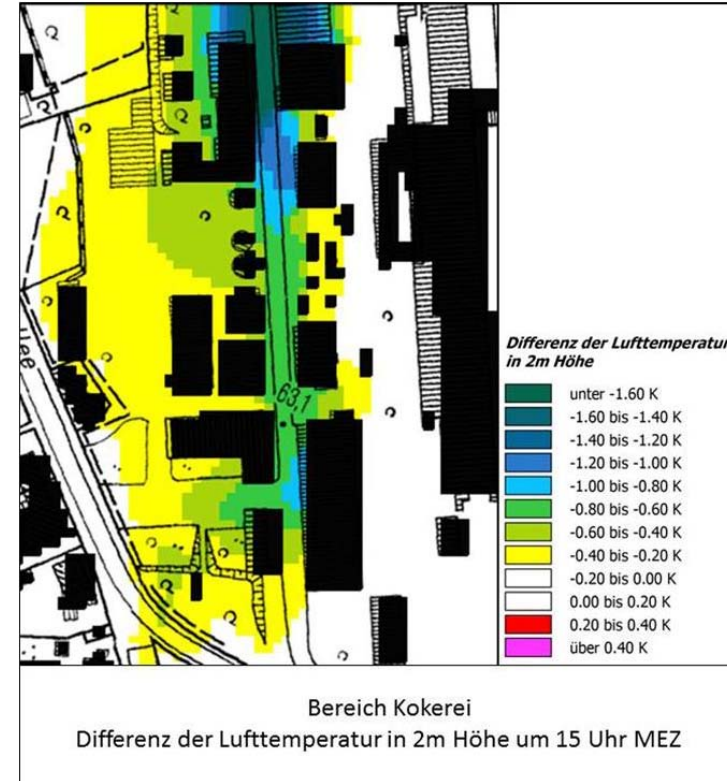 63,1
Differenz der Lufttemperatur
in 2m Höhe
unter -1.60 K
-1.60 bis -1.40 K
-1.40 bis -1.20 K
-1.20 bis -1.00 K
-1.00 bis -0.80 K
-0.80 bis -0.60 K
-0.60 bis -0.40 K
-0.40 bis -0.20 K
-0.20 bis 0.00 K
0.00 bis 0.20 K
0.20 bis 0.40 K
über 0.40 K
Bereich Kokerei
Differenz der Lufttemperatur in 2m Höhe um 15 Uhr MEZ